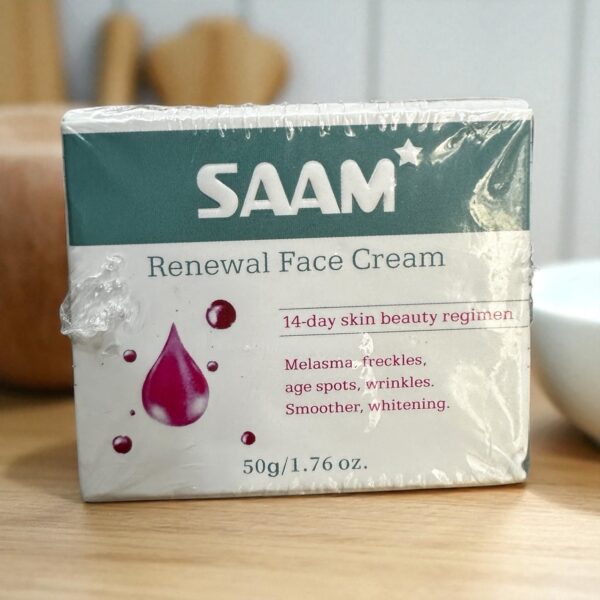 SAAM
Renewal Face Cream
14-day skin beauty regimen
Melasma, freckles,
age spots, wrinkles.
Smoother, whitening.
50g/1.76 oz.